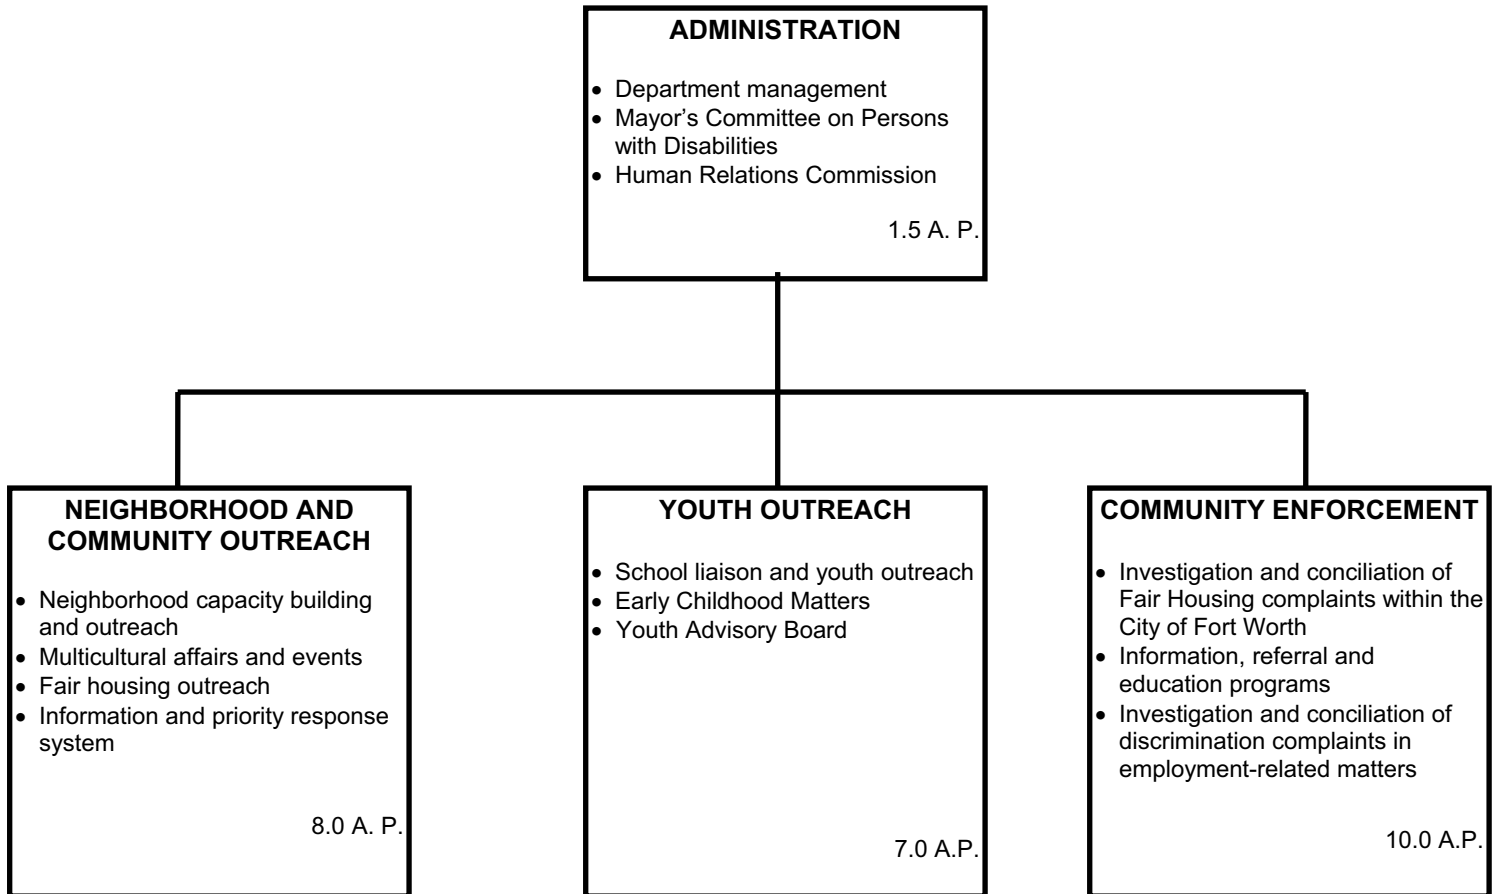 ADMINISTRATION
• Department management
• Mayor’s Committee on Persons
with Disabilities
• Human Relations Commission
1.5 A. P.
NEIGHBORHOOD AND
COMMUNITY OUTREACH
• Neighborhood capacity building
and outreach
• Multicultural affairs and events
• Fair housing outreach
• Information and priority response
system
8.0 A. P.
YOUTH OUTREACH
• School liaison and youth outreach
• Early Childhood Matters
• Youth Advisory Board
7.0 A.P.
COMMUNITY ENFORCEMENT
• Investigation and conciliation of
Fair Housing complaints within the
City of Fort Worth
• Information, referral and
education programs
• Investigation and conciliation of
discrimination complaints in
employment-related matters
10.0 A.P.